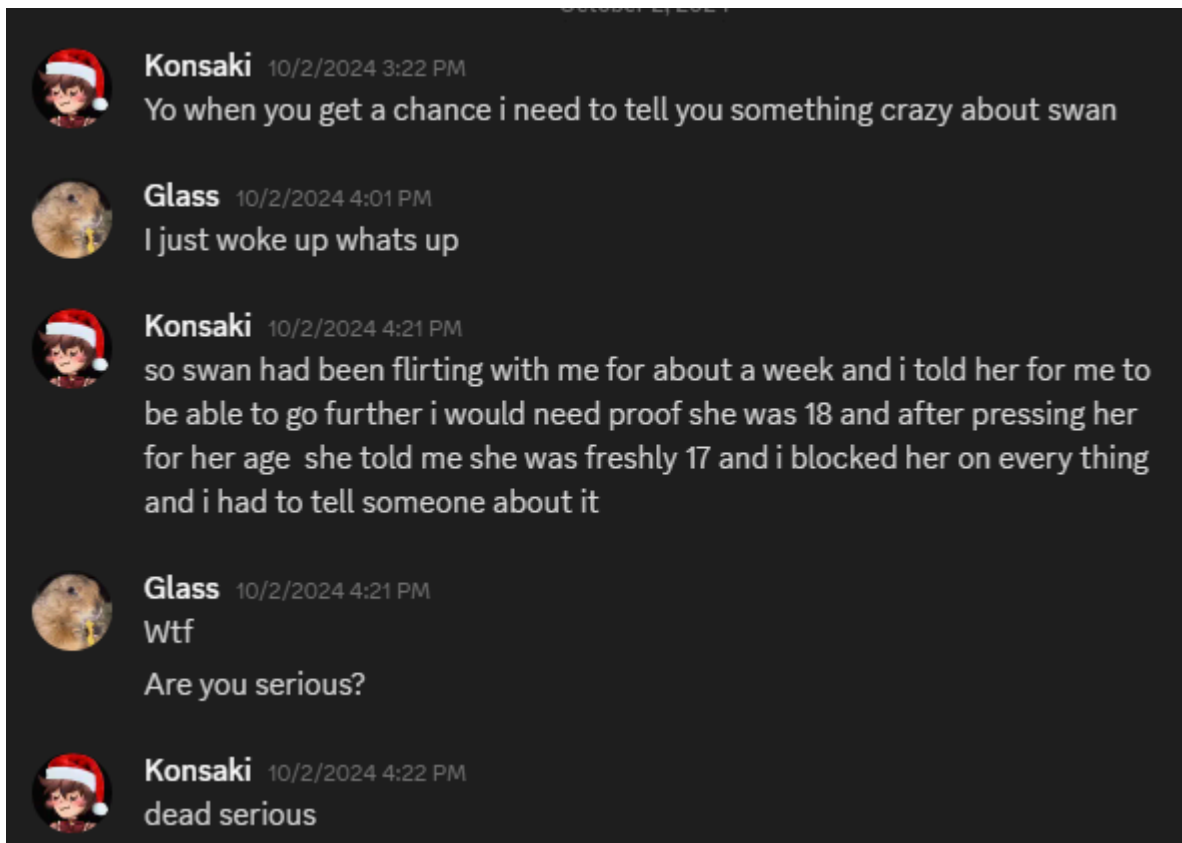 Konsaki 10/2/2024 3:22 PM
Yo when you get a chance i need to tell you something crazy about swan
Glass 10/2/2024 4:01 PM
I just woke up whats up
Konsaki 10/2/2024 4:21 PM
so swan had been flirting with me for about a week and i told her for me to
be able to go further i would need proof she was 18 and after pressing her
for her age  she told me she was freshly 17 and i blocked her on every thing
and i had to tell someone about it
Glass 10/2/2024 4:21 PM
Wtf
Are you serious?
Konsaki 10/2/2024 4:22 PM
dead serious